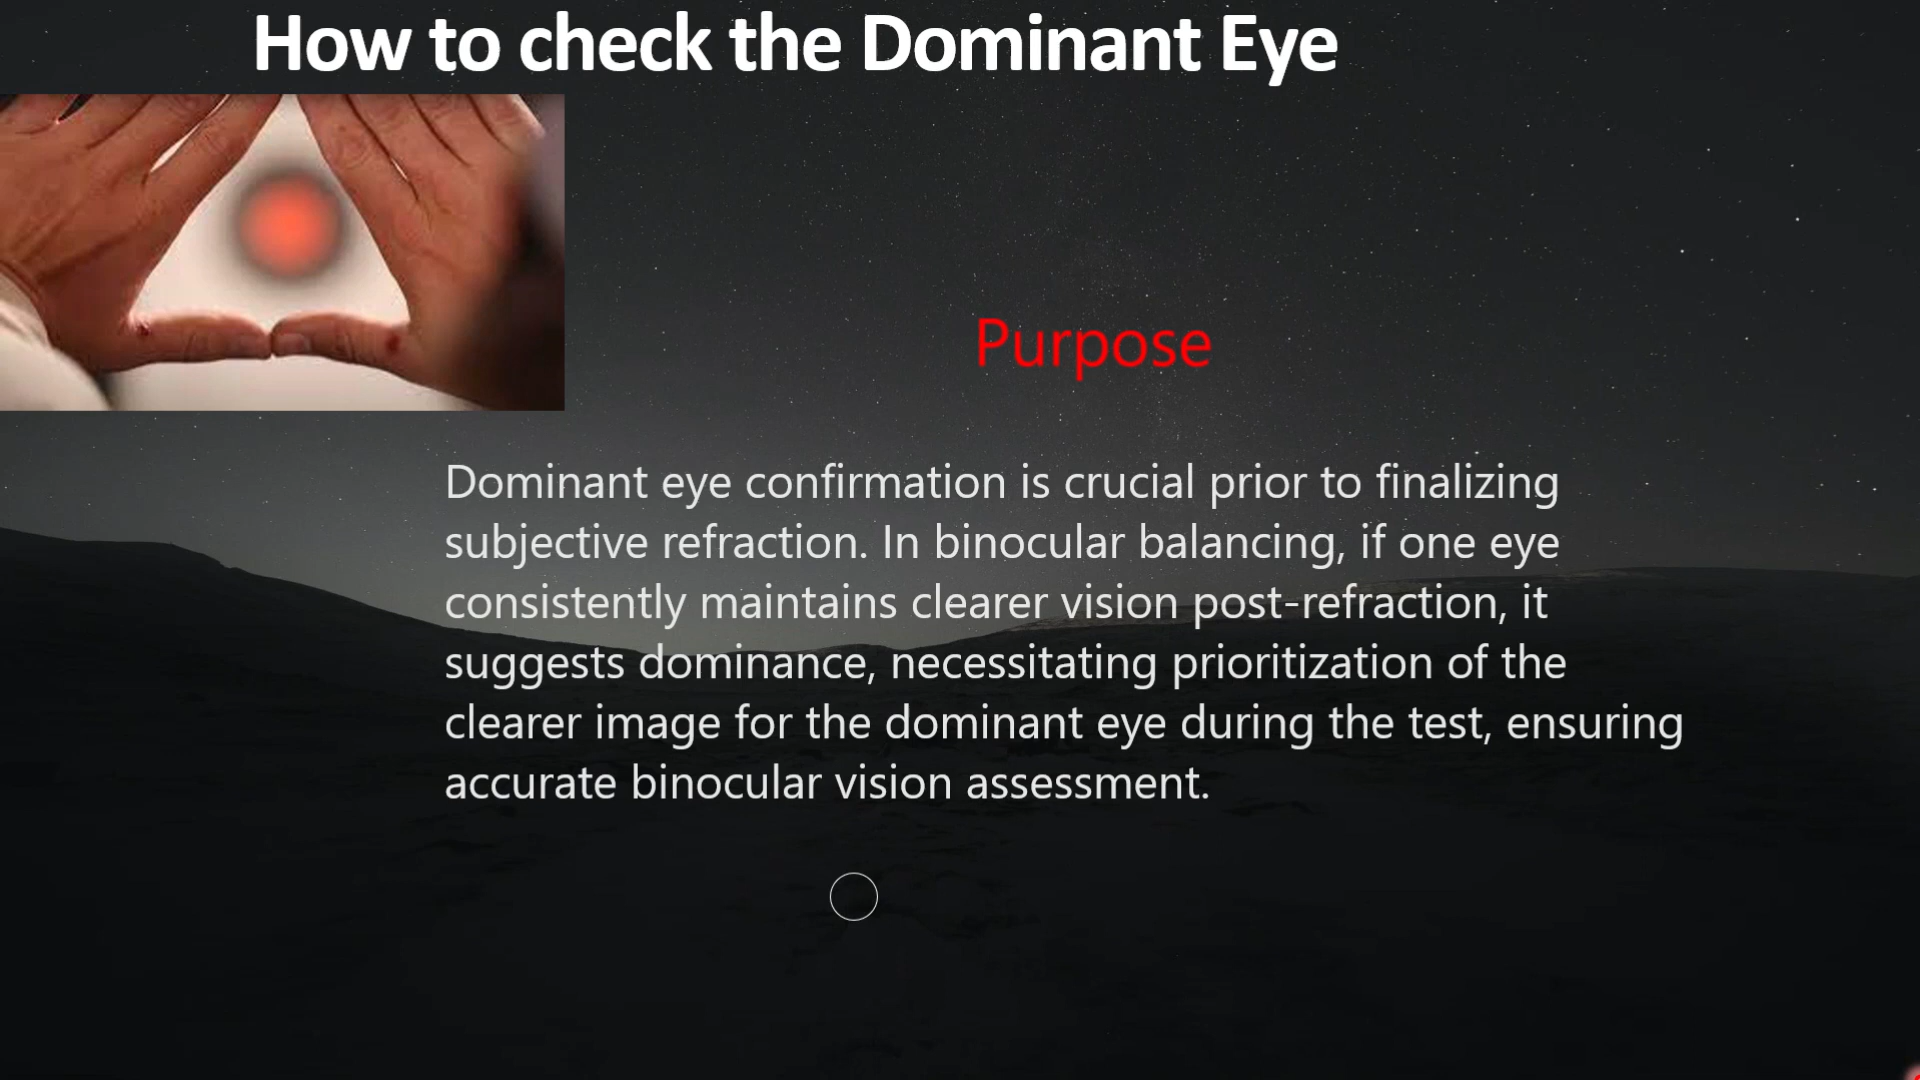 How to check the Dominant Eye
Purpose
Dominant eye confirmation is crucial prior to finalizing
subjective refraction. In binocular balancing, if one eye
consistently maintains clearer vision post-refraction, it
suggests dominance, necessitating prioritization of the
clearer image for the dominant eye during the test, ensuring
accurate binocular vision assessment.